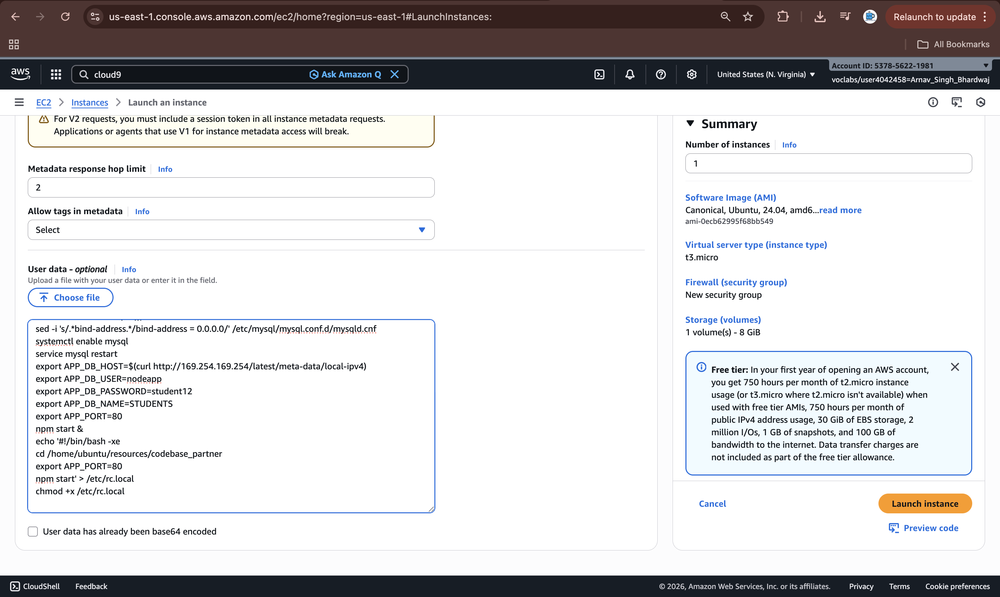 us-east-1.console.aws.amazon.com/ec2/home?region=us-east-1#LaunchInstances:
Relaunch to update
All Bookmarks
aws
cloud9
Ask Amazon Q
United States (N. Virginia)
Account ID: 5378-5622-1981
voclabs/user4042458=Arnav_Singh_Bhardwaj
EC2
Instances
Launch an instance
For V2 requests, you must include a session token in all instance metadata requests.
Applications or agents that use V1 for instance metadata access will break.
Metadata response hop limit
Info
2
Allow tags in metadata
Info
Select
User data - optional
Info
Upload a file with your user data or enter it in the field.
Choose file
sed -i 's/.*bind-address.*/bind-address = 0.0.0.0/' /etc/mysql/mysql.conf.d/mysqld.cnf
systemctl enable mysql
service mysql restart
export APP_DB_HOST=$(curl http://169.254.169.254/latest/meta-data/local-ipv4)
export APP_DB_USER=nodeapp
export APP_DB_PASSWORD=student12
export APP_DB_NAME=STUDENTS
export APP_PORT=80
npm start &
echo '#!/bin/bash -xe
cd /home/ubuntu/resources/codebase_partner
export APP_PORT=80
npm start' > /etc/rc.local
chmod +x /etc/rc.local
User data has already been base64 encoded
Summary
Number of instances
Info
1
Software Image (AMI)
Canonical, Ubuntu, 24.04, amd6...read more
ami-0ecb62995f68bb549
Virtual server type (instance type)
t3.micro
Firewall (security group)
New security group
Storage (volumes)
1 volume(s) - 8 GiB
Free tier: In your first year of opening an AWS account,
you get 750 hours per month of t2.micro instance
usage (or t3.micro where t2.micro isn't available) when
used with free tier AMIs, 750 hours per month of
public IPv4 address usage, 30 GiB of EBS storage, 2
million I/Os, 1 GB of snapshots, and 100 GB of
bandwidth to the internet. Data transfer charges are
not included as part of the free tier allowance.
Cancel
Launch instance
Preview code
CloudShell
Feedback
© 2026, Amazon Web Services, Inc. or its affiliates.
Privacy
Terms
Cookie preferences